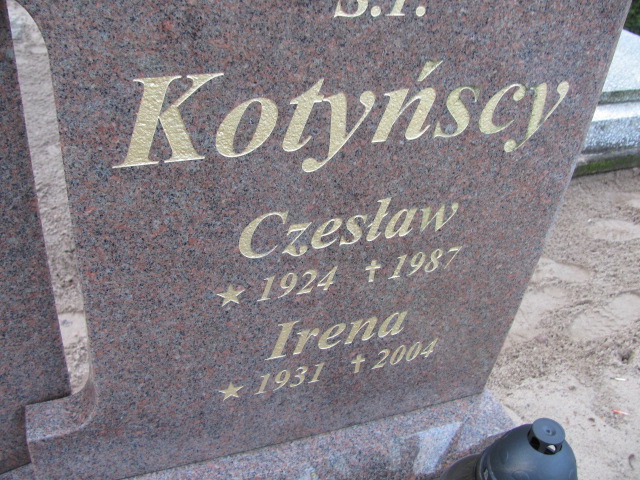 Ś.P.
Kotyńscy
Czesław
★ 1924 ✝ 1987
Irena
★ 1931 ✝ 2004